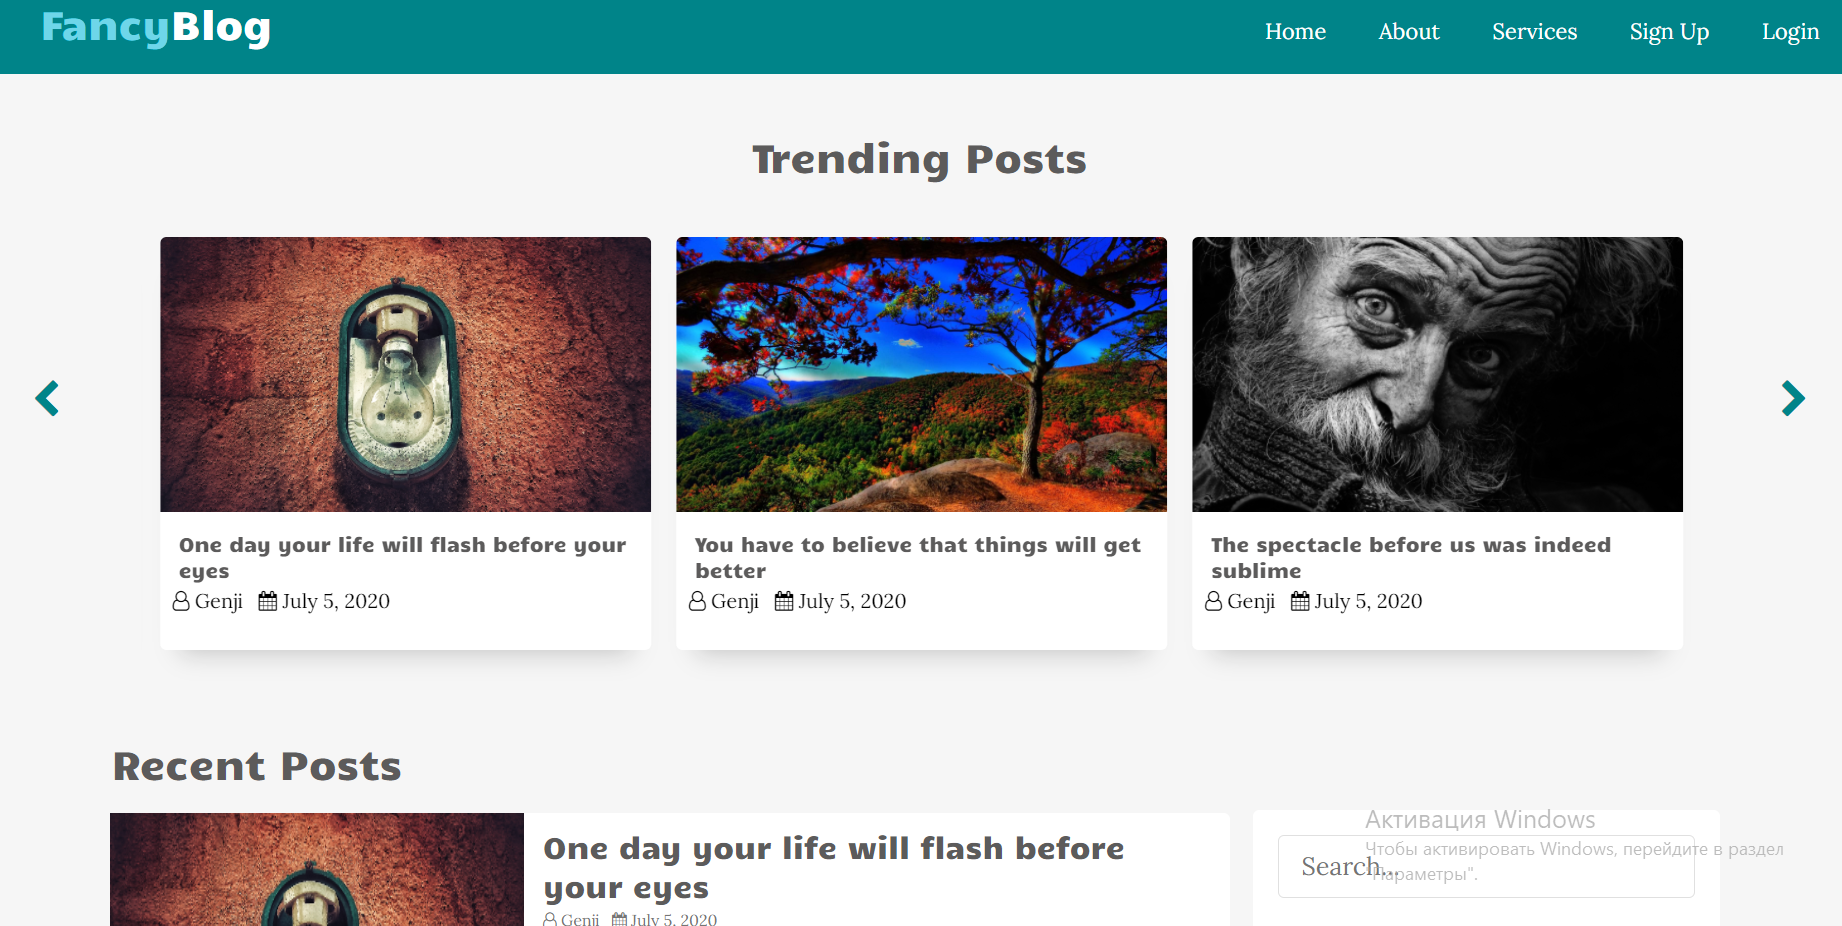 FancyBlog
Home About Services Sign Up Login
Trending Posts
One day your life will flash before your
eyes
Genji July 5, 2020
You have to believe that things will get
better
Genji July 5, 2020
The spectacle before us was indeed
sublime
Genji July 5, 2020
Recent Posts
One day your life will flash before
your eyes
Genji July 5, 2020
Search...
Активация Windows
Чтобы активировать Windows, перейдите в раздел
"Параметры".